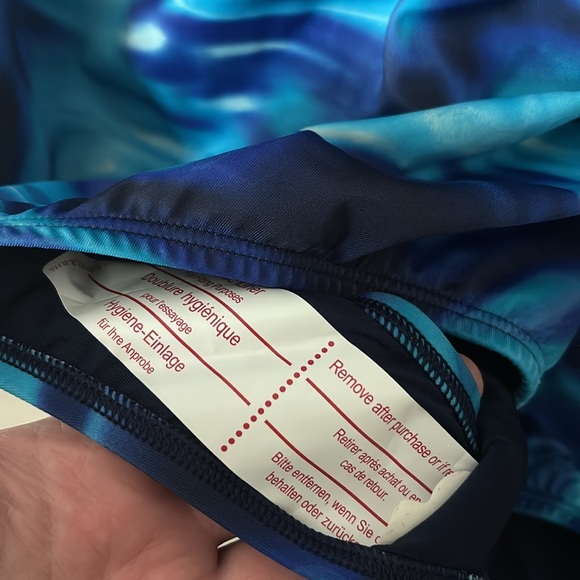 Purposes
Doublure hygiénique
pour l'essayage
Hygiene-Einlage
für Ihre Anprobe
Remove after purchase or if
Retirer après achat ou en
cas de retour.
Bitte entfernen, wenn Sie
behalten oder zurück